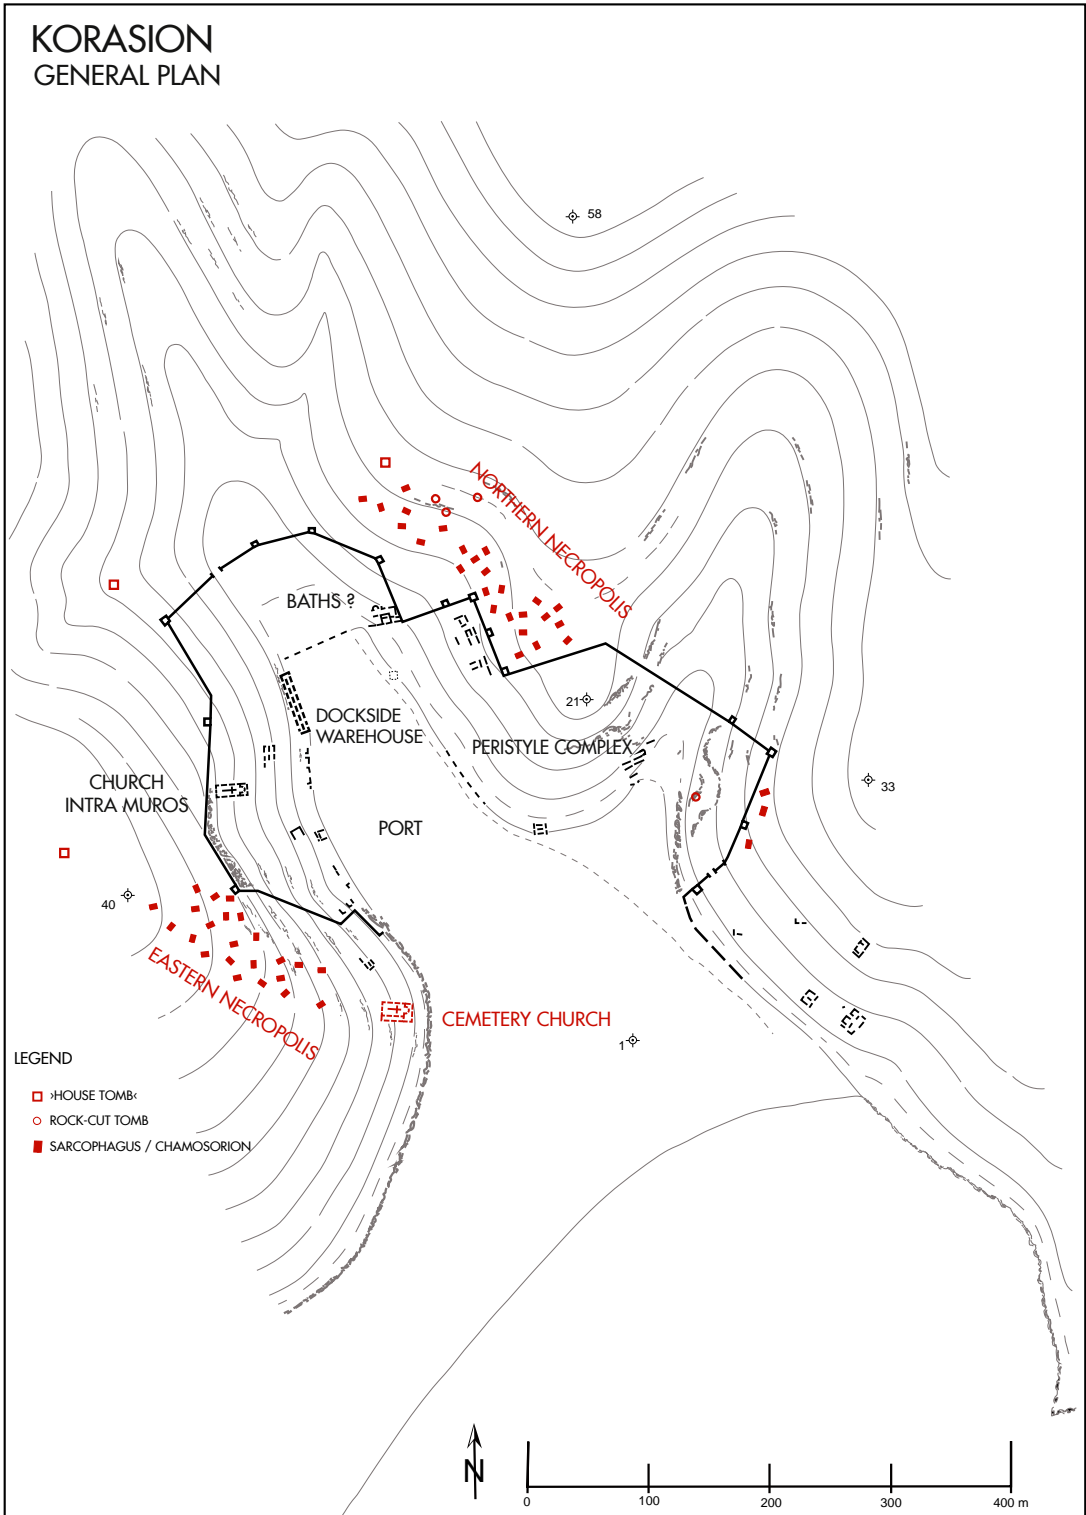 KORASION
GENERAL PLAN
58
NORTHERN NECROPOLIS
BATHS ?
21
DOCKSIDE
WAREHOUSE
PERISTYLE COMPLEX
CHURCH
INTRA MUROS
33
PORT
40
EASTERN NECROPOLIS
CEMETERY CHURCH
1
LEGEND
›HOUSE TOMB‹
ROCK-CUT TOMB
SARCOPHAGUS / CHAMOSORION
N
0 100 200 300 400 m